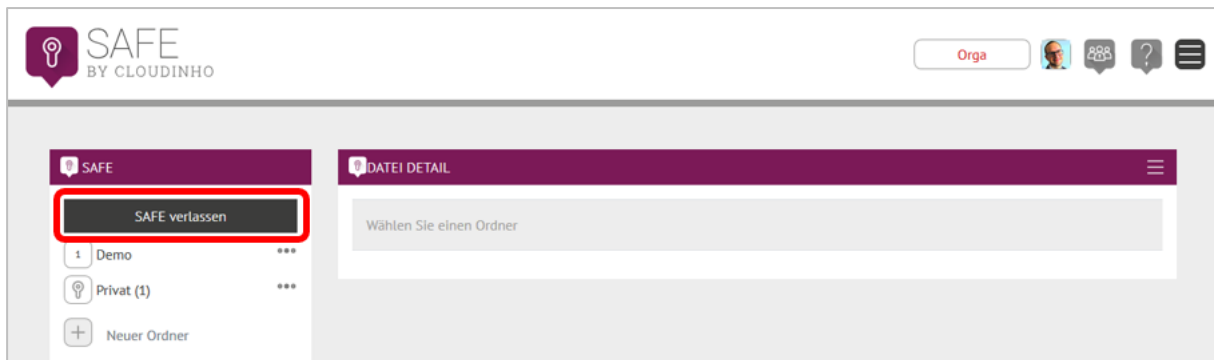 SAFE
BY CLOUDINHO
Orga
SAFE
SAFE verlassen
1 Demo
Privat (1)
Neuer Ordner
DATEI DETAIL
Wählen Sie einen Ordner